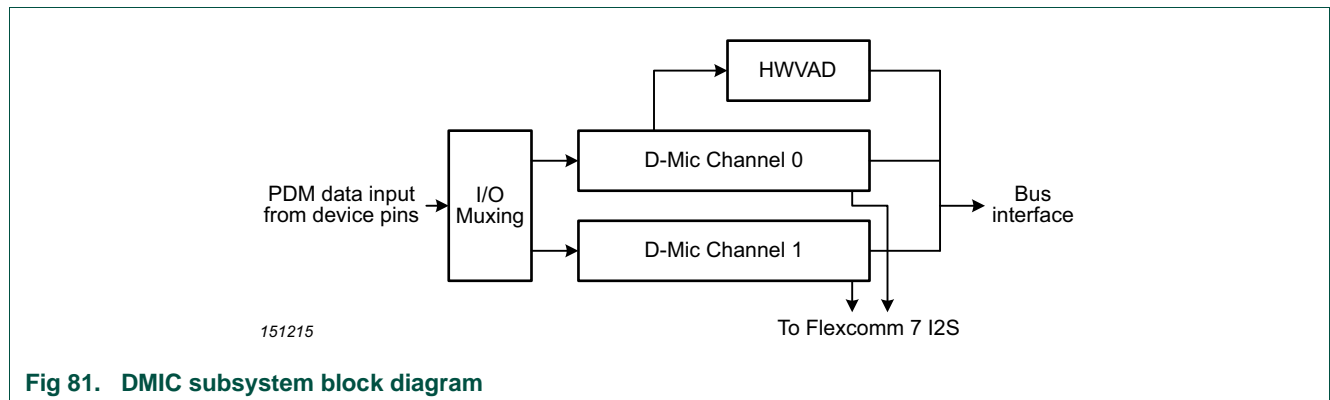 HWVAD
D-Mic Channel 0
PDM data input
from device pins
I/O
Muxing
Bus
interface
D-Mic Channel 1
151215
To Flexcomm 7 I2S
Fig 81. DMIC subsystem block diagram